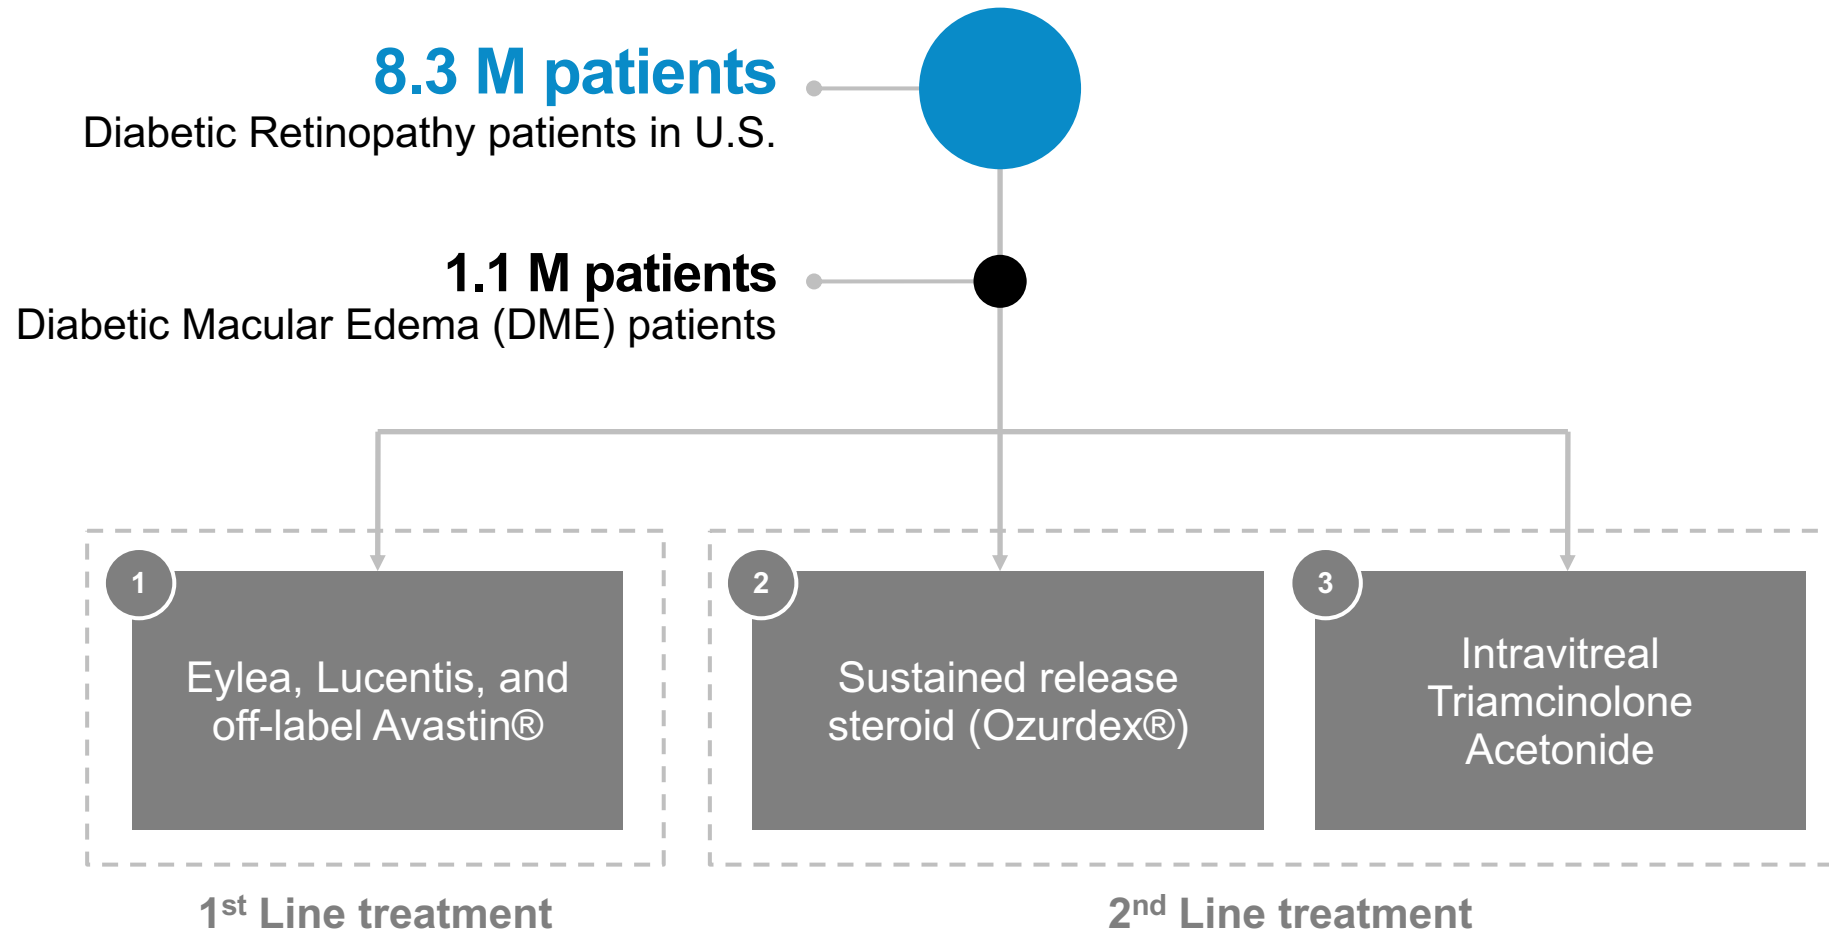 8.3 M patients
Diabetic Retinopathy patients in U.S.
1.1 M patients
Diabetic Macular Edema (DME) patients
1
Eylea, Lucentis, and
off-label Avastin®
2
Sustained release
steroid (Ozurdex®)
3
Intravitreal
Triamcinolone
Acetonide
1st Line treatment
2nd Line treatment